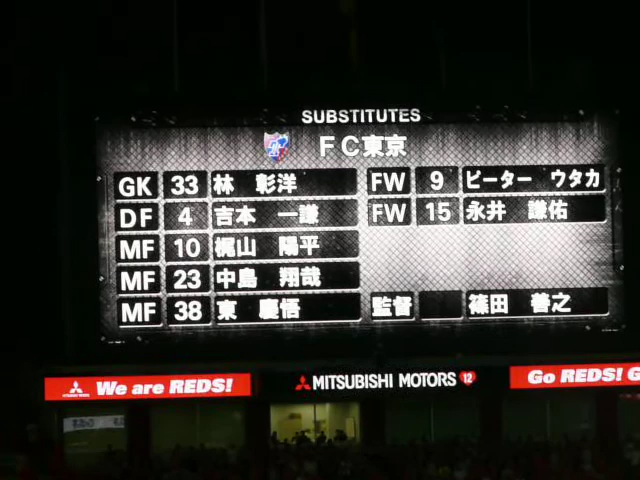 SUBSTITUTES
FC東京
GK 33 林 彰洋 FW 9 ピーター ウタカ
DF 4 吉本 一謙 FW 15 永井 謙佑
MF 10 梶山 陽平
MF 23 中島 翔哉
MF 38 東 慶悟 監督 篠田 善之
We are REDS! MITSUBISHI MOTORS 12 Go REDS! G